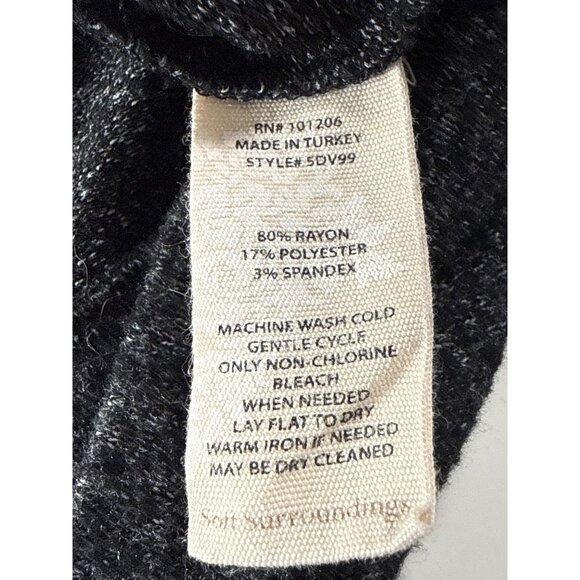 RN# 101206
MADE IN TURKEY
STYLE# 5DV99
80% RAYON
17% POLYESTER
3% SPANDEX
MACHINE WASH COLD
GENTLE CYCLE
ONLY NON-CHLORINE
BLEACH
WHEN NEEDED
LAY FLAT TO DRY
WARM IRON IF NEEDED
MAY BE DRY CLEANED
Soft Surroundings